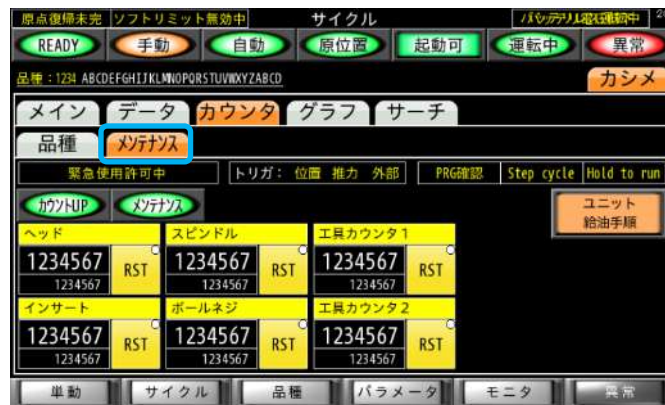 原点復帰未完 ソフトリミット無効中 サイクル
READY 手動 自動 原位置 起動可 運転中 異常
品種：1234 ABCDEFGHIJKLMNOPQRSTUVWXYZABCD カシメ
メイン データ カウンタ グラフ サーチ
品種 メンテナンス
緊急使用許可中 トリガ： 位置 推力 外部 PRG確認 Step cycle Hold to run
カウントUP メンテナンス ユニット
給油手順
ヘッド スピンドル 工具カウンタ1
1234567 RST 1234567 RST 1234567 RST
1234567 1234567 1234567
インサート ボールネジ 工具カウンタ2
1234567 RST 1234567 RST 1234567 RST
1234567 1234567 1234567
単動 サイクル 品種 パラメータ モニタ 異常